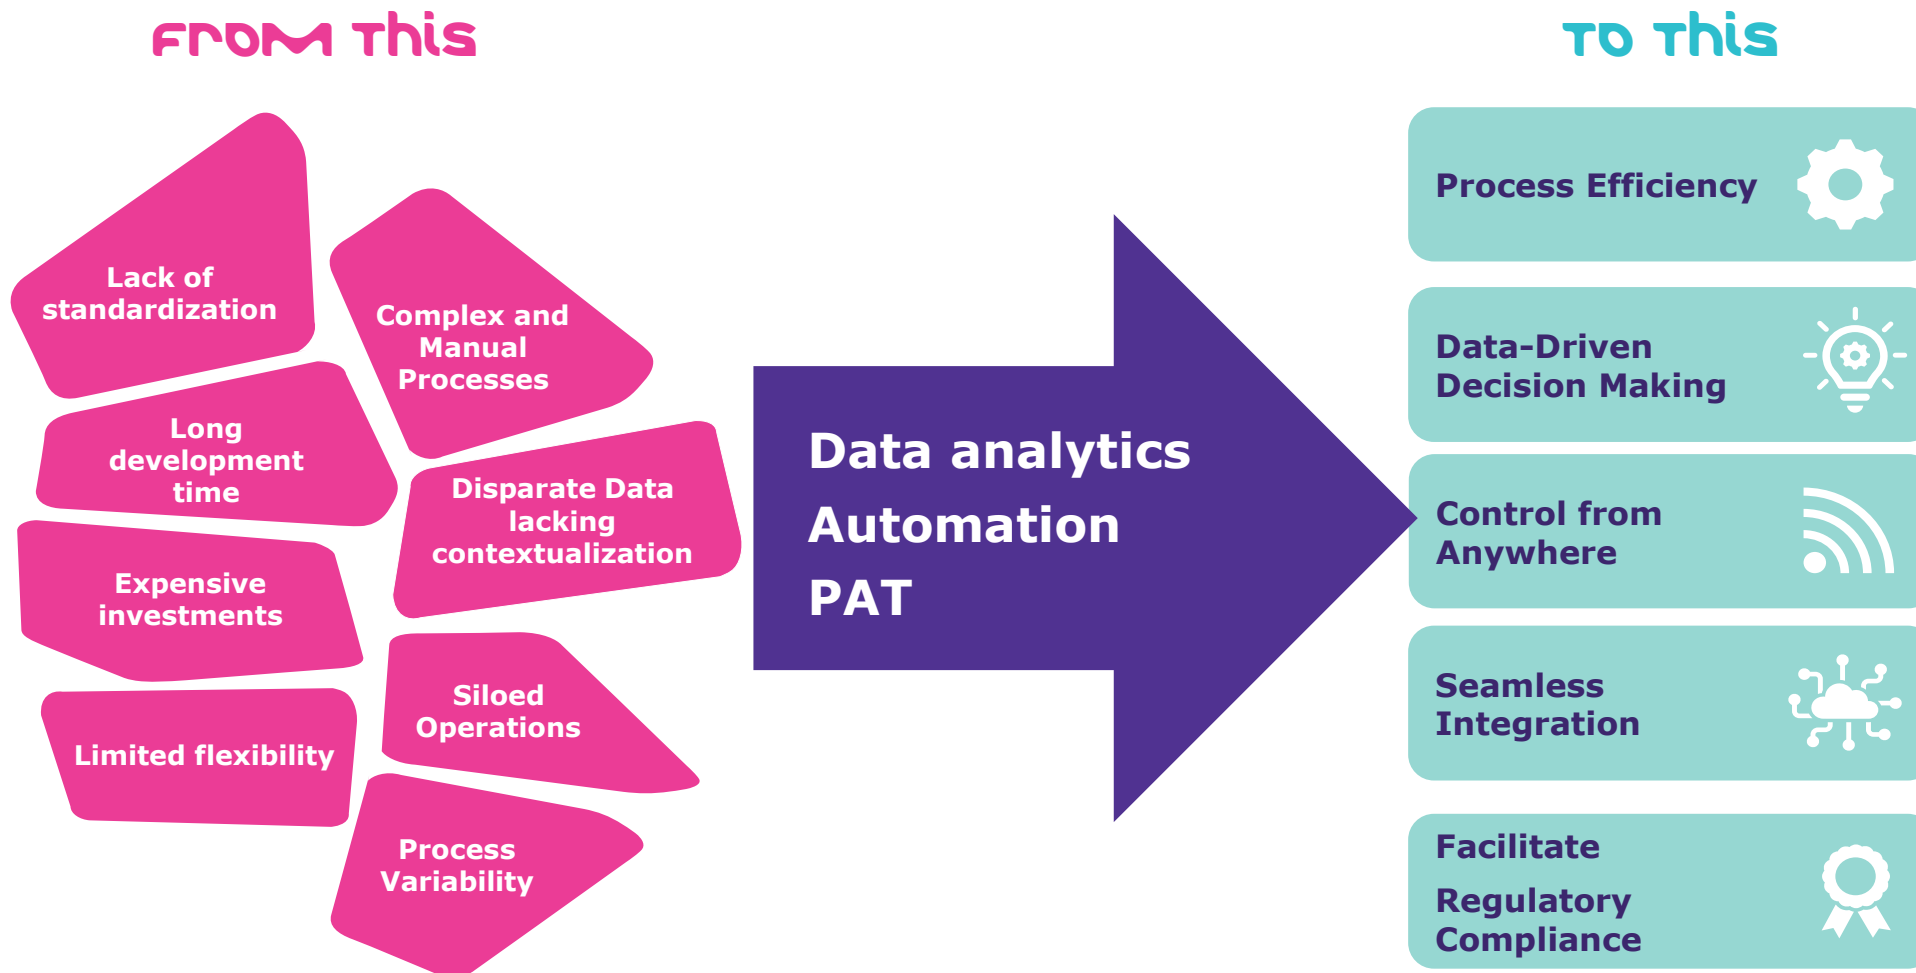 From This
To This
Lack of
standardization
Complex and
Manual
Processes
Long
development
time
Disparate Data
lacking
contextualization
Expensive
investments
Siloed
Operations
Limited flexibility
Process
Variability
Data analytics
Automation
PAT
Process Efficiency
Data-Driven
Decision Making
Control from
Anywhere
Seamless
Integration
Facilitate
Regulatory
Compliance